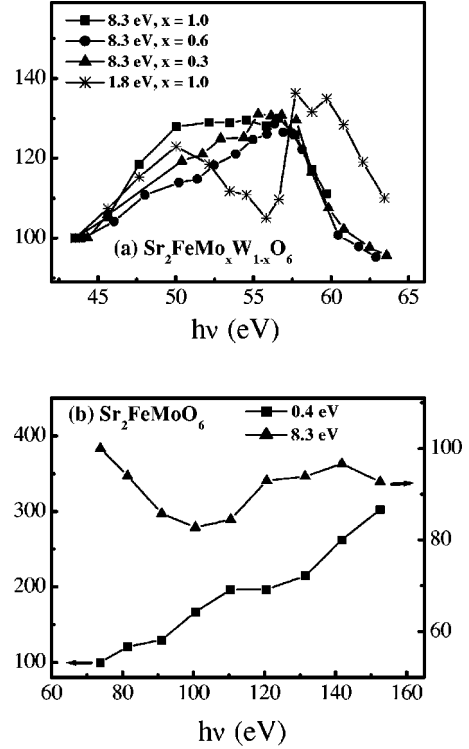 8.3 eV, x = 1.0
8.3 eV, x = 0.6
8.3 eV, x = 0.3
1.8 eV, x = 1.0
140
130
120
110
100
(a) Sr₂FeMoₓW₁₋ₓO₆
45 50 55 60 65
hν (eV)
(b) Sr₂FeMoO₆
0.4 eV
8.3 eV
400
300
200
100
100
80
60
60 80 100 120 140 160
hν (eV)